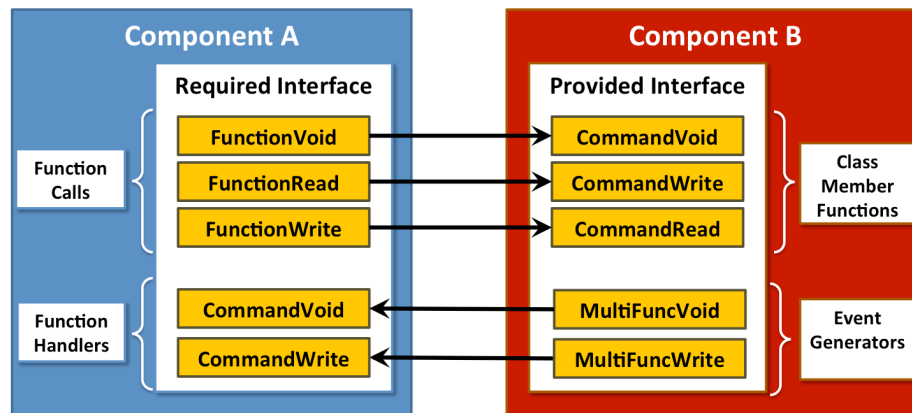 Component A
Component B
Required Interface
Provided Interface
Function
Calls
FunctionVoid
FunctionRead
FunctionWrite
CommandVoid
CommandWrite
CommandRead
Class
Member
Functions
Function
Handlers
CommandVoid
CommandWrite
MultiFuncVoid
MultiFuncWrite
Event
Generators